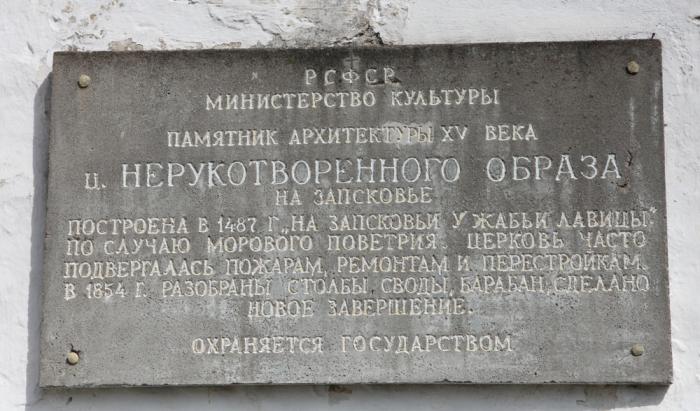 РСФСР
МИНИСТЕРСТВО КУЛЬТУРЫ
ПАМЯТНИК АРХИТЕКТУРЫ XV ВЕКА
ц. НЕРУКОТВОРЕННОГО ОБРАЗА
НА ЗАПСКОВЬЕ
ПОСТРОЕНА В 1487 Г. „НА ЗАПСКОВЬИ У ЖАБЬИ ЛАВИЦЫ"
ПО СЛУЧАЮ МОРОВОГО ПОВЕТРИЯ. ЦЕРКОВЬ ЧАСТО
ПОДВЕРГАЛАСЬ ПОЖАРАМ, РЕМОНТАМ И ПЕРЕСТРОЙКАМ.
В 1854 Г. РАЗОБРАНЫ СТОЛБЫ, СВОДЫ, БАРАБАН, СДЕЛАНО
НОВОЕ ЗАВЕРШЕНИЕ.
ОХРАНЯЕТСЯ ГОСУДАРСТВОМ